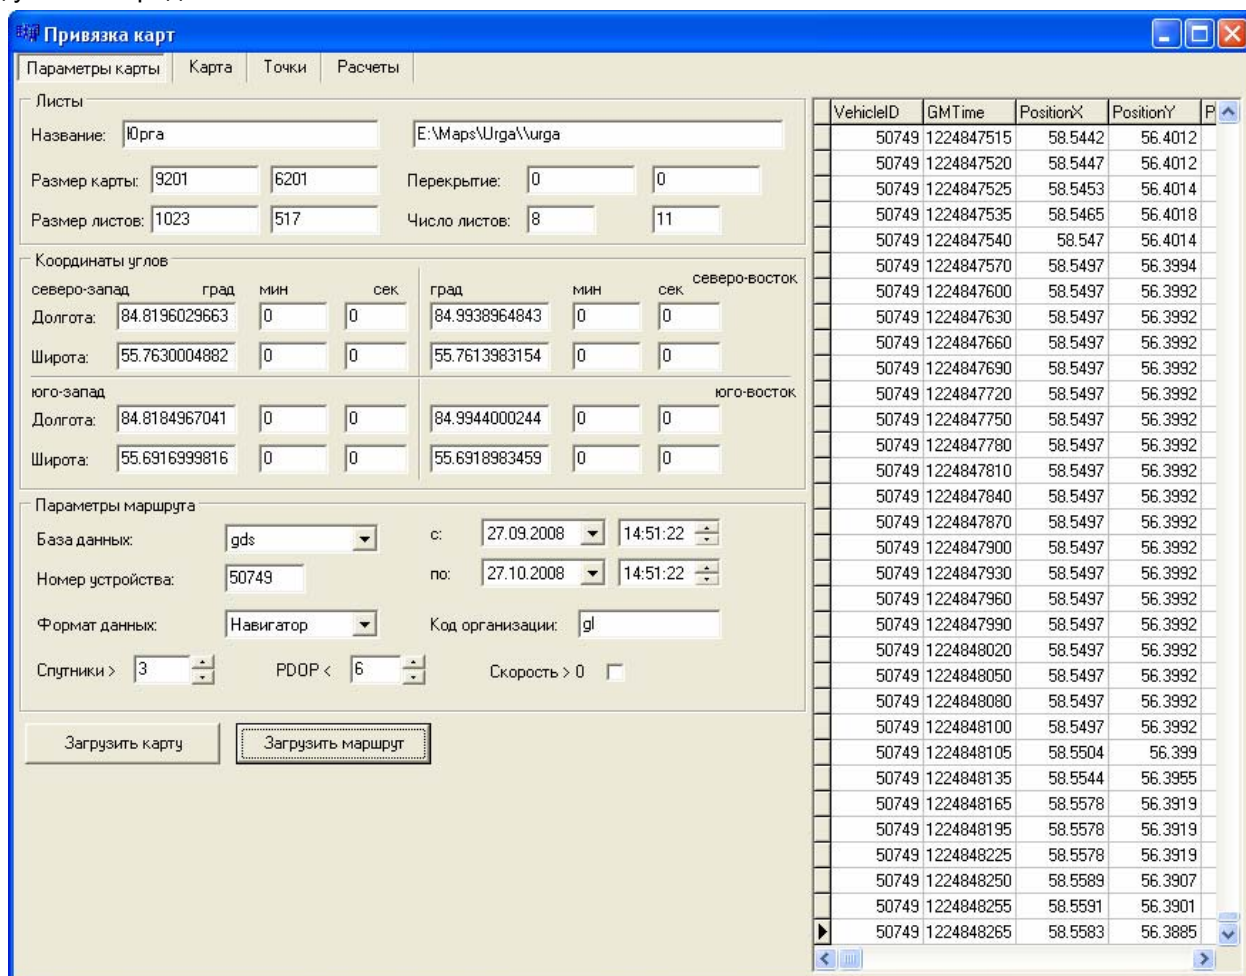 Привязка карт
Параметры карты Карта Точки Расчеты
Листы
Название: Юрга E:\Maps\Urga\\urga
Размер карты: 9201 6201 Перекрытие: 0 0
Размер листов: 1023 517 Число листов: 8 11
Координаты углов
северо-запад град мин сек град мин сек северо-восток
Долгота: 84.8196029663 0 0 84.9938964843 0 0
Широта: 55.7630004882 0 0 55.7613983154 0 0
юго-запад юго-восток
Долгота: 84.8184967041 0 0 84.9944000244 0 0
Широта: 55.6916999816 0 0 55.6918983459 0 0
Параметры маршрута
База данных: gds с: 27.09.2008 14:51:22
Номер устройства: 50749 по: 27.10.2008 14:51:22
Формат данных: Навигатор Код организации: gl
Спутники > 3 PDOP < 6 Скорость > 0
Загрузить карту Загрузить маршрут
VehicleID GMTime PositionX PositionY P
50749 1224847515 58.5442 56.4012
50749 1224847520 58.5447 56.4012
50749 1224847525 58.5453 56.4014
50749 1224847535 58.5465 56.4018
50749 1224847540 58.547 56.4014
50749 1224847570 58.5497 56.3994
50749 1224847600 58.5497 56.3992
50749 1224847630 58.5497 56.3992
50749 1224847660 58.5497 56.3992
50749 1224847690 58.5497 56.3992
50749 1224847720 58.5497 56.3992
50749 1224847750 58.5497 56.3992
50749 1224847780 58.5497 56.3992
50749 1224847810 58.5497 56.3992
50749 1224847840 58.5497 56.3992
50749 1224847870 58.5497 56.3992
50749 1224847900 58.5497 56.3992
50749 1224847930 58.5497 56.3992
50749 1224847960 58.5497 56.3992
50749 1224847990 58.5497 56.3992
50749 1224848020 58.5497 56.3992
50749 1224848050 58.5497 56.3992
50749 1224848080 58.5497 56.3992
50749 1224848100 58.5497 56.3992
50749 1224848105 58.5504 56.399
50749 1224848135 58.5544 56.3955
50749 1224848165 58.5578 56.3919
50749 1224848195 58.5578 56.3919
50749 1224848225 58.5578 56.3919
50749 1224848250 58.5589 56.3907
50749 1224848255 58.5591 56.3901
50749 1224848265 58.5583 56.3885